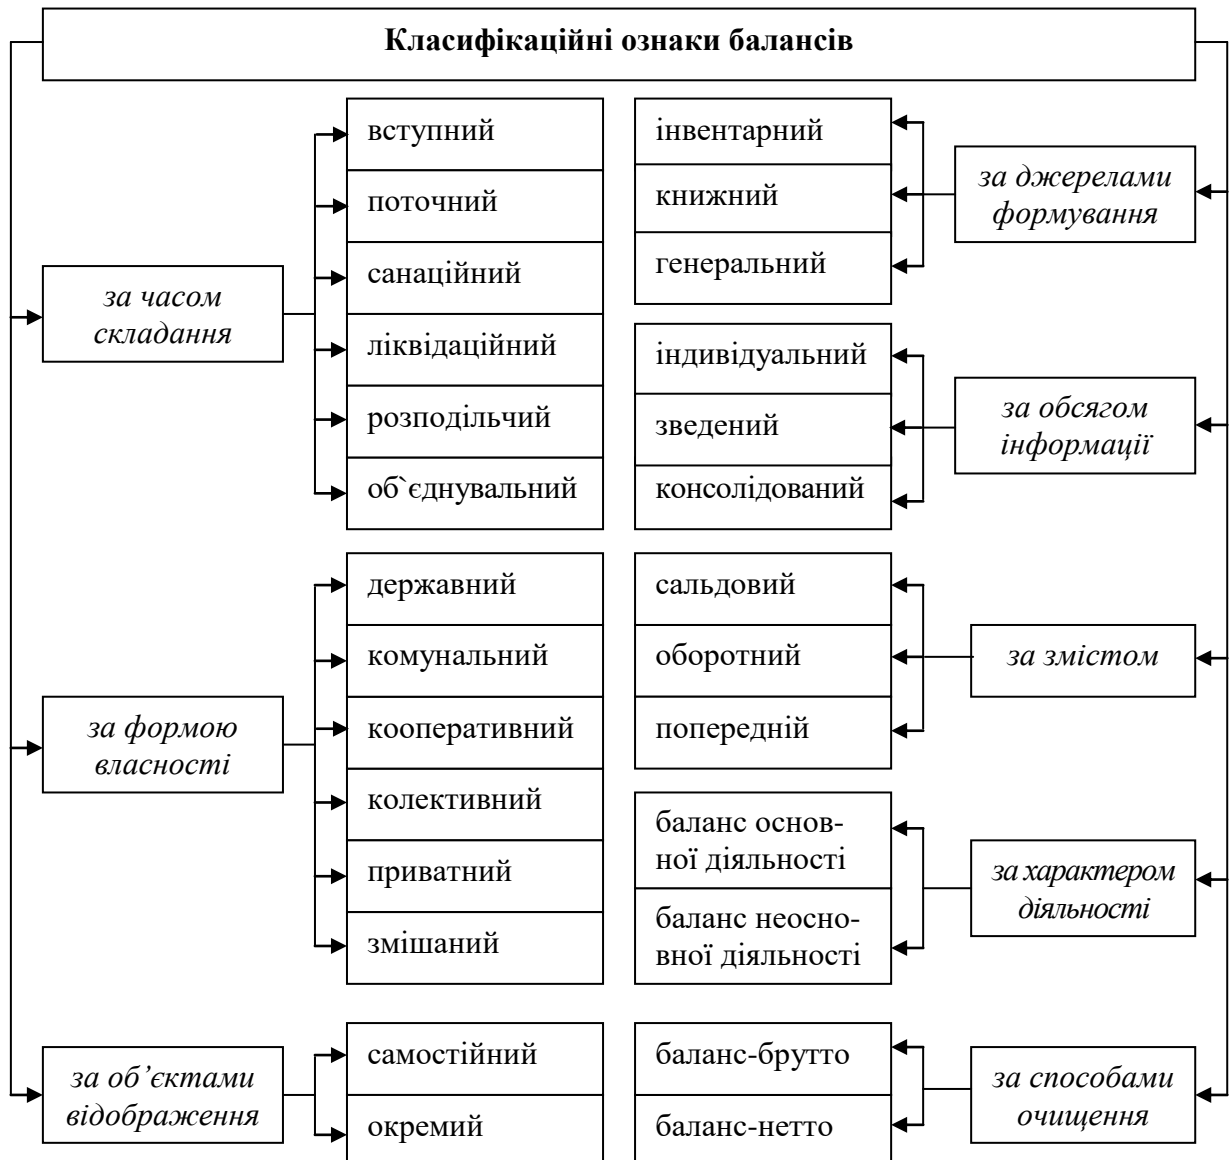 Класифікаційні ознаки балансів
за часом
складання
вступний
поточний
санаційний
ліквідаційний
розподільчий
об`єднувальний
за формою
власності
державний
комунальний
кооперативний
колективний
приватний
змішаний
за об’єктами
відображення
самостійний
окремий
інвентарний
книжний
генеральний
за джерелами
формування
індивідуальний
зведений
консолідований
за обсягом
інформації
сальдовий
оборотний
попередній
за змістом
баланс основ-
ної діяльності
баланс неосно-
вної діяльності
за характером
діяльності
баланс-брутто
баланс-нетто
за способами
очищення